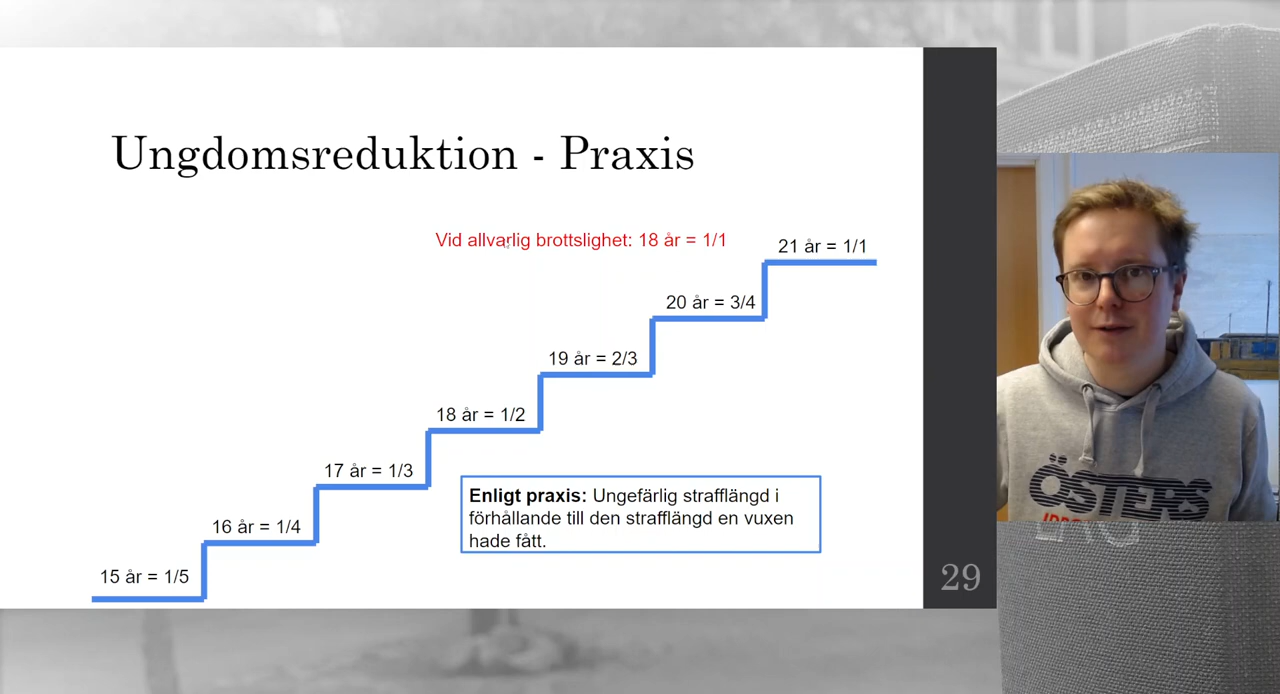 Ungdomsreduktion - Praxis
Vid allvarlig brottslighet: 18 år = 1/1
21 år = 1/1
20 år = 3/4
19 år = 2/3
18 år = 1/2
17 år = 1/3
16 år = 1/4
15 år = 1/5
Enligt praxis: Ungefärlig strafflängd i
förhållande till den strafflängd en vuxen
hade fått.
29
ÖSTERS